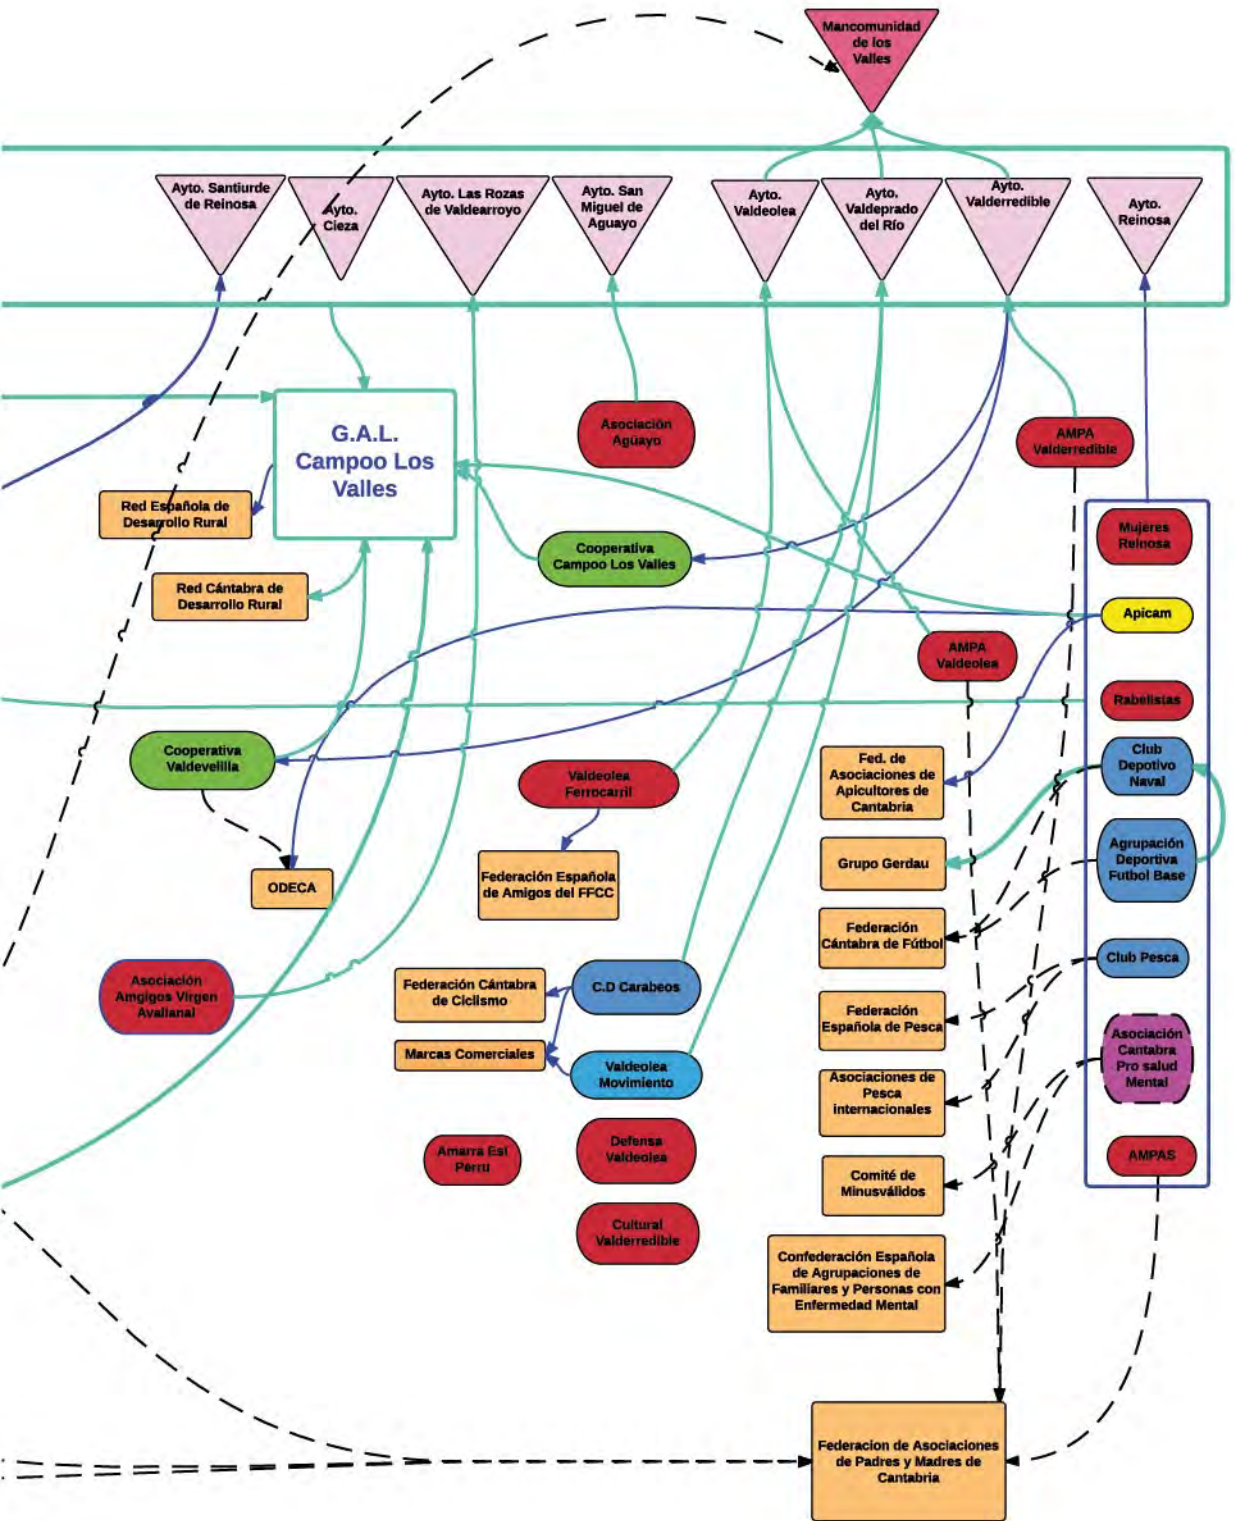 Mancomunidad
de los
Valles
Ayto. Santiurde
de Reinosa
Ayto.
Cieza
Ayto. Las Rozas
de Valdearroyo
Ayto. San
Miguel de
Aguayo
Ayto.
Valdeolea
Ayto.
Valdeprado
del Río
Ayto.
Valderredible
Ayto.
Reinosa
G.A.L.
Campoo Los
Valles
Asociación
Agüayo
AMPA
Valderredible
Red Española de
Desarrollo Rural
Mujeres
Reinosa
Cooperativa
Campoo Los Valles
Red Cántabra de
Desarrollo Rural
Apicam
AMPA
Valdeolea
Rabelistas
Cooperativa
Valdevelilla
Valdeolea
Ferrocarril
Fed. de
Asociaciones de
Apicultores de
Cantabria
Club
Depotivo
Naval
Grupo Gerdau
Agrupación
Deportiva
Futbol Base
ODECA
Federación Española
de Amigos del FFCC
Federación
Cántabra de Fútbol
Club Pesca
Asociación
Amgigos Virgen
Avallanal
Federación Cántabra
de Ciclismo
C.D Carabeos
Federación
Española de Pesca
Marcas Comerciales
Valdeolea
Movimiento
Asociación
Cantabra
Pro salud
Mental
Asociaciones de
Pesca
internacionales
Amarra Esi
Perru
Defensa
Valdeolea
AMPAS
Comité de
Minusválidos
Cultural
Valderredible
Confederación Española
de Agrupaciones de
Familiares y Personas con
Enfermedad Mental
Federacion de Asociaciones
de Padres y Madres de
Cantabria